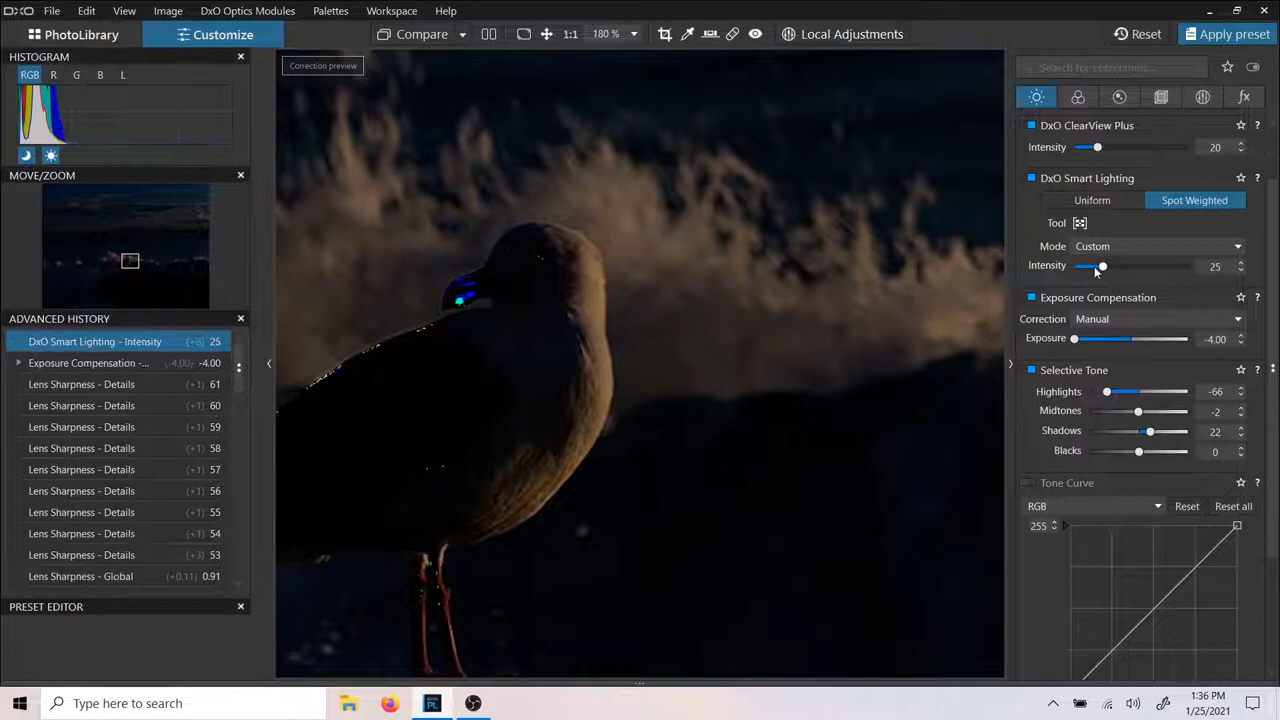 DXO File Edit View Image DxO Optics Modules Palettes Workspace Help
PhotoLibrary Customize Compare 1:1 180 % Local Adjustments Reset Apply preset
HISTOGRAM
RGB R G B L
MOVE/ZOOM
ADVANCED HISTORY
DxO Smart Lighting - Intensity (+8) 25
Exposure Compensation -... (-4.00) -4.00
Lens Sharpness - Details (+1) 61
Lens Sharpness - Details (+1) 60
Lens Sharpness - Details (+1) 59
Lens Sharpness - Details (+1) 58
Lens Sharpness - Details (+1) 57
Lens Sharpness - Details (+1) 56
Lens Sharpness - Details (+1) 55
Lens Sharpness - Details (+1) 54
Lens Sharpness - Details (+3) 53
Lens Sharpness - Global (+0.11) 0.91
PRESET EDITOR
Correction preview
Search for corrections...
fx
DxO ClearView Plus ?
Intensity 20
DxO Smart Lighting ?
Uniform Spot Weighted
Tool
Mode Custom
Intensity 25
Exposure Compensation ?
Correction Manual
Exposure -4.00
Selective Tone ?
Highlights -66
Midtones -2
Shadows 22
Blacks 0
Tone Curve ?
RGB Reset Reset all
255
Type here to search
PL
1:36 PM
1/25/2021